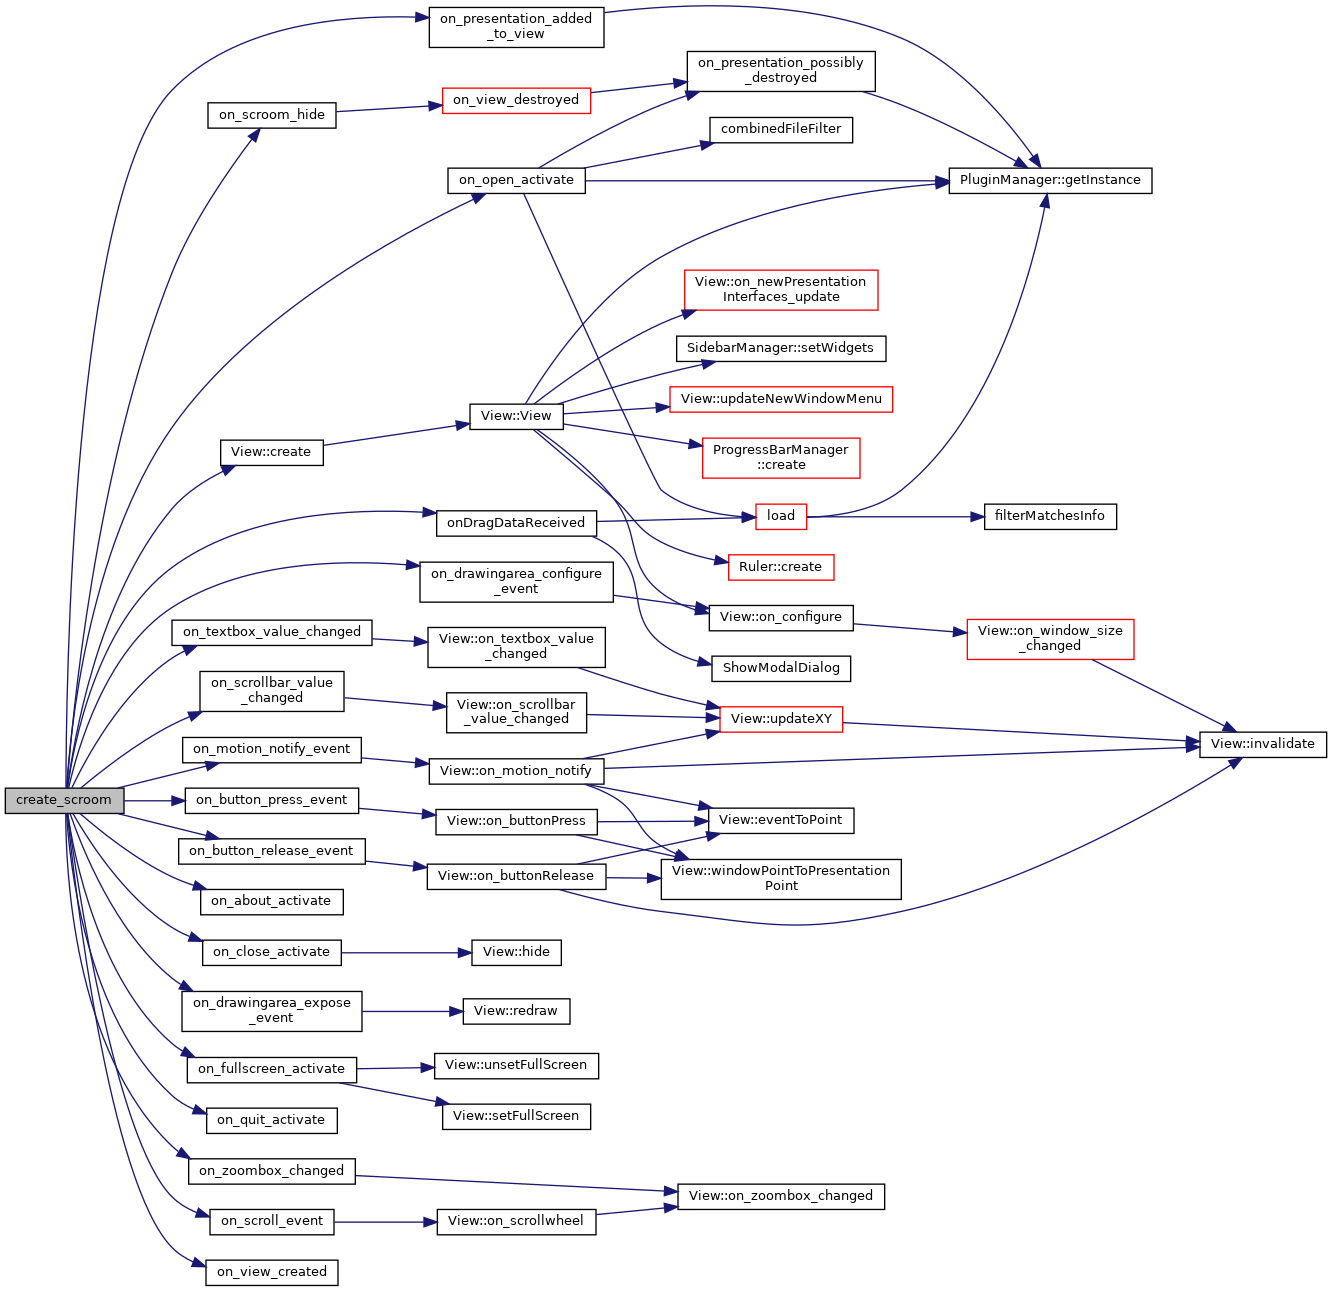 on_presentation_added
_to_view
on_presentation_possibly
_destroyed
on_view_destroyed
on_scroom_hide
combinedFileFilter
on_open_activate
PluginManager::getInstance
View::on_newPresentation
Interfaces_update
SidebarManager::setWidgets
View::updateNewWindowMenu
View::View
View::create
ProgressBarManager
::create
onDragDataReceived
load
filterMatchesInfo
Ruler::create
on_drawingarea_configure
_event
View::on_configure
on_textbox_value_changed
View::on_textbox_value
_changed
View::on_window_size
_changed
ShowModalDialog
on_scrollbar_value
_changed
View::on_scrollbar
_value_changed
View::updateXY
View::invalidate
on_motion_notify_event
View::on_motion_notify
create_scroom
on_button_press_event
View::on_buttonPress
View::eventToPoint
on_button_release_event
View::on_buttonRelease
View::windowPointToPresentation
Point
on_about_activate
on_close_activate
View::hide
on_drawingarea_expose
_event
View::redraw
on_fullscreen_activate
View::unsetFullScreen
View::setFullScreen
on_quit_activate
on_zoombox_changed
View::on_zoombox_changed
on_scroll_event
View::on_scrollwheel
on_view_created